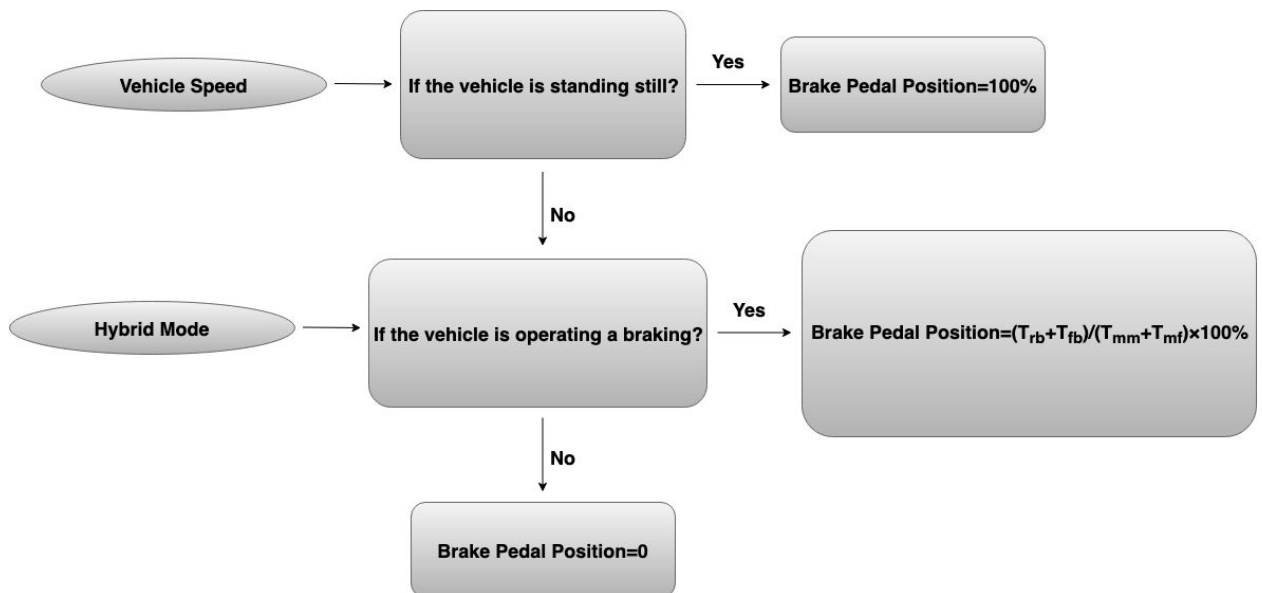 Vehicle Speed
If the vehicle is standing still?
Yes
Brake Pedal Position=100%
No
Hybrid Mode
If the vehicle is operating a braking?
Yes
Brake Pedal Position=(Trb+Tfb)/(Tmm+Tmf)×100%
No
Brake Pedal Position=0